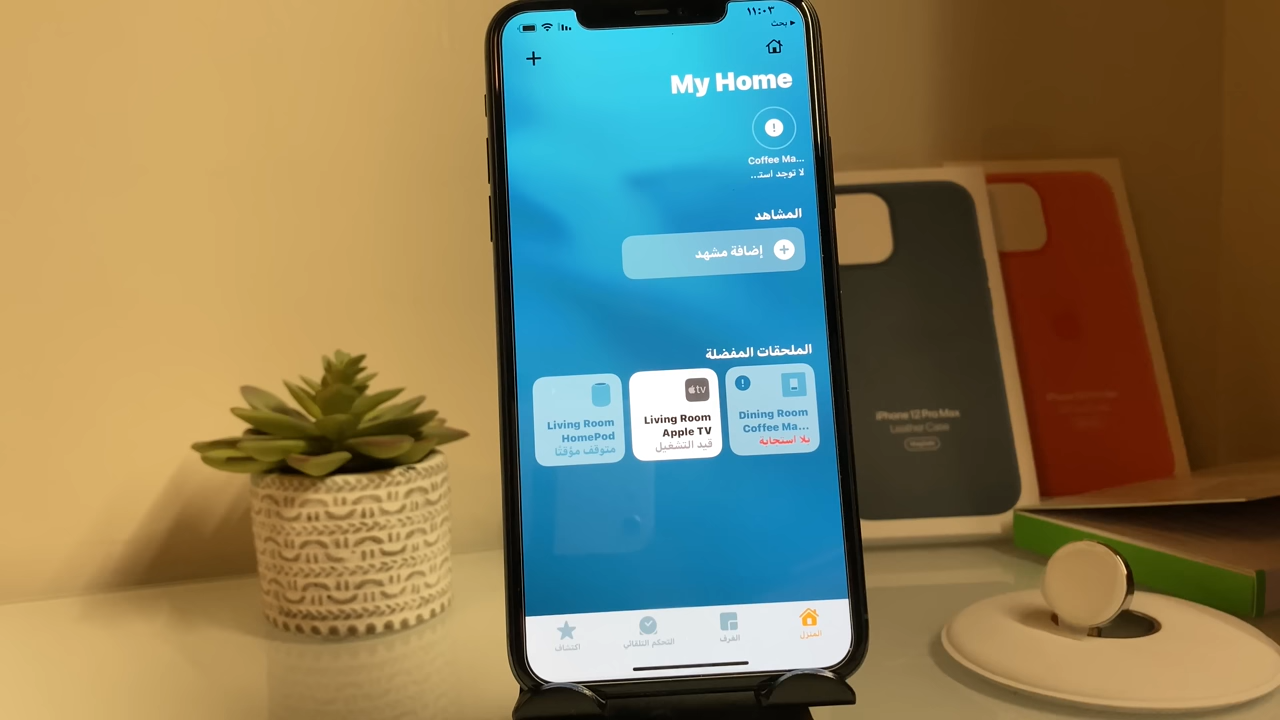 ١١:٠٣
بحث
My Home
Coffee Ma...
لا توجد استـ...
المشاهد
إضافة مشهد
الملحقات المفضلة
Dining Room
Coffee Ma...
بلا استجابة
tv
Living Room
Apple TV
قيد التشغيل
Living Room
HomePod
متوقف مؤقتًا
المنزل
الغرف
التحكم التلقائي
اكتشاف
iPhone 12 Pro Max
Leather Case